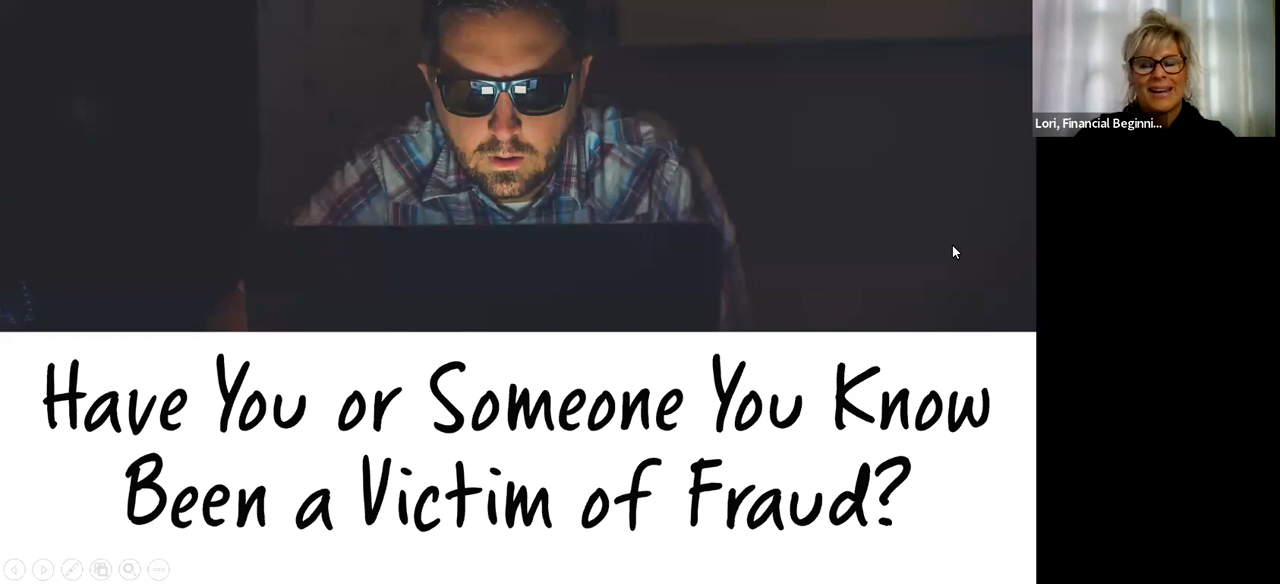 Lori, Financial Beginni...
Have You or Someone You Know
Been a Victim of Fraud?